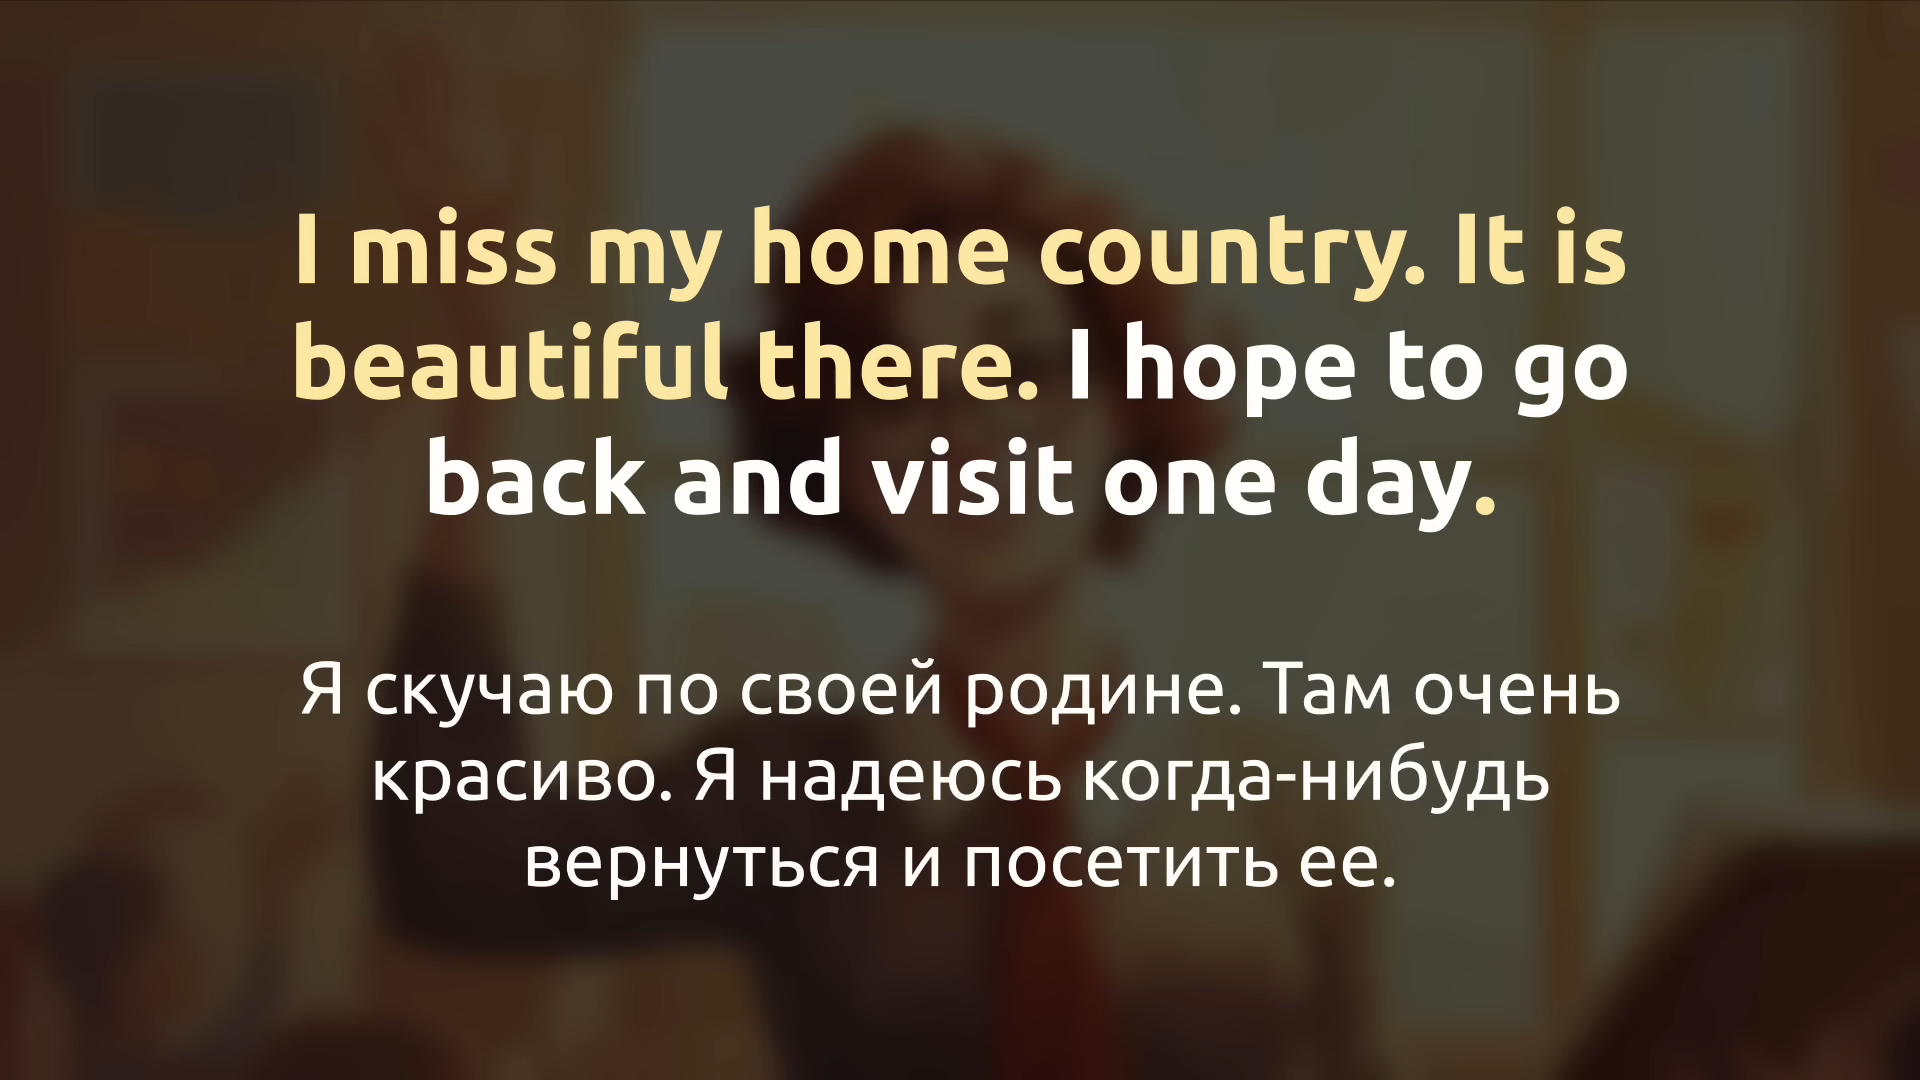 I miss my home country. It is
beautiful there. I hope to go
back and visit one day.
Я скучаю по своей родине. Там очень
красиво. Я надеюсь когда-нибудь
вернуться и посетить ее.